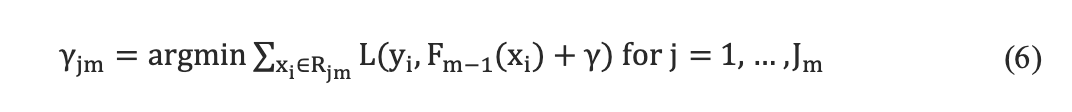 γⱼₘ = argmin ∑_{xᵢ∈Rⱼₘ} L(yᵢ, Fₘ₋₁(xᵢ) + γ) for j = 1, … ,Jₘ (6)